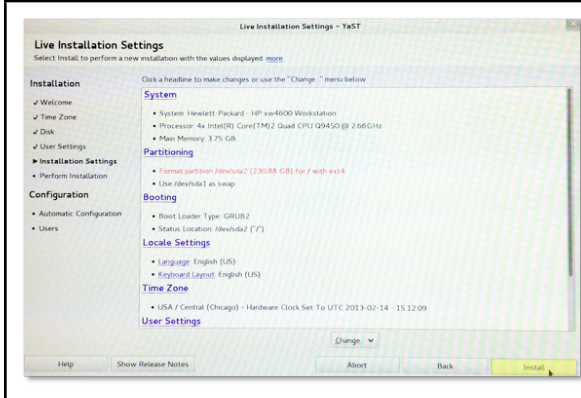 Live Installation Settings - YaST
Live Installation Settings
Select Install to perform a new installation with the values displayed more
Installation
✓ Welcome
✓ Time Zone
✓ Disk
✓ User Settings
▶ Installation Settings
• Perform Installation
Configuration
• Automatic Configuration
• Users
Click a headline to make changes or use the "Change..." menu below
System
• System: Hewlett-Packard - HP xw4600 Workstation
• Processor: 4x Intel(R) Core(TM)2 Quad CPU Q9450 @ 2.66GHz
• Main Memory: 3.75 GB
Partitioning
• Format partition /dev/sda2 (230.88 GB) for / with ext4
• Use /dev/sda1 as swap
Booting
• Boot Loader Type: GRUB2
• Status Location: /dev/sda2 ("/")
Locale Settings
• Language: English (US)
• Keyboard Layout: English (US)
Time Zone
• USA / Central (Chicago) - Hardware Clock Set To UTC 2013-02-14 - 15:12:09
User Settings
Change
Help
Show Release Notes
Abort
Back
Install